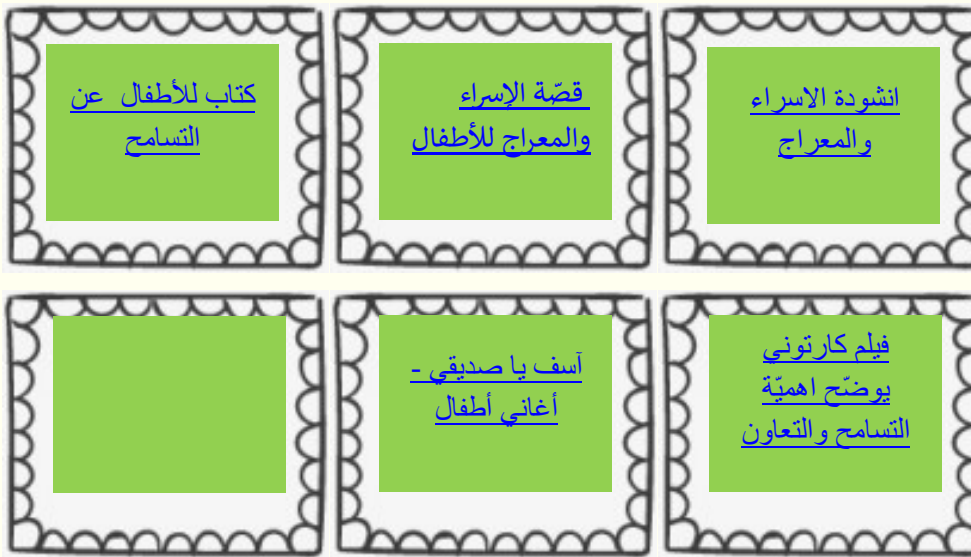 انشودة الاسراء
والمعراج
قصّة الإسراء
والمعراج للأطفال
كتاب للأطفال عن
التسامح
فيلم كارتوني
يوضّح اهميّة
التسامح والتعاون
آسف يا صديقي -
أغاني أطفال